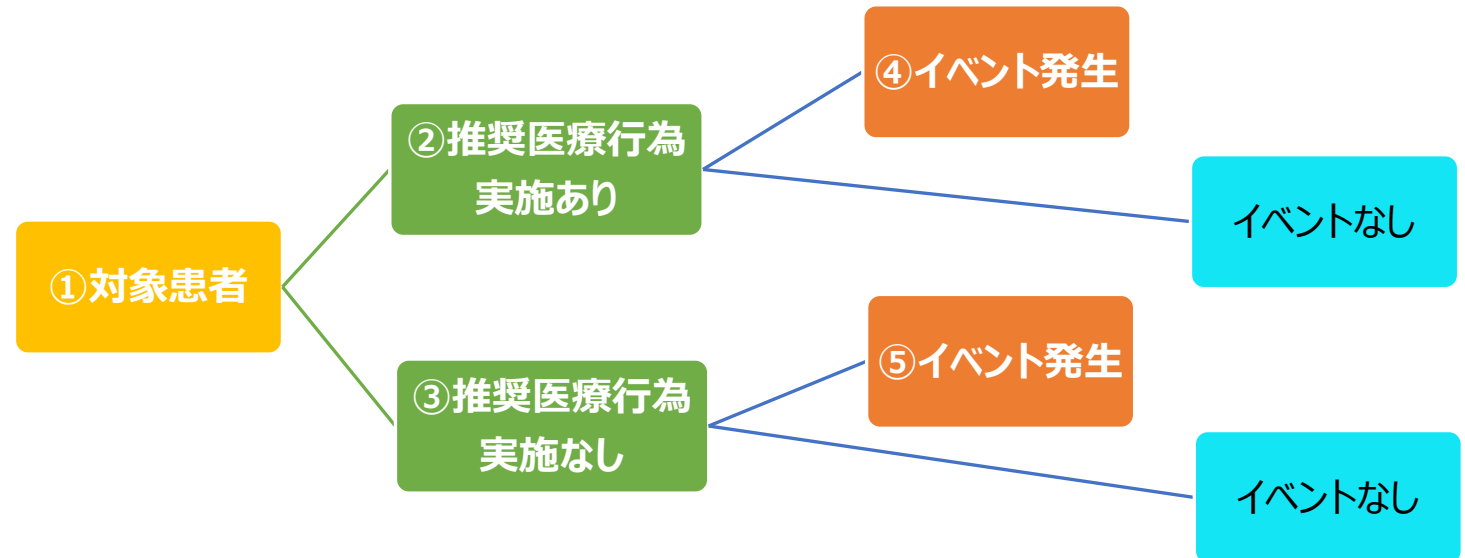 ④イベント発生
②推奨医療行為
実施あり
イベントなし
①対象患者
⑤イベント発生
③推奨医療行為
実施なし
イベントなし